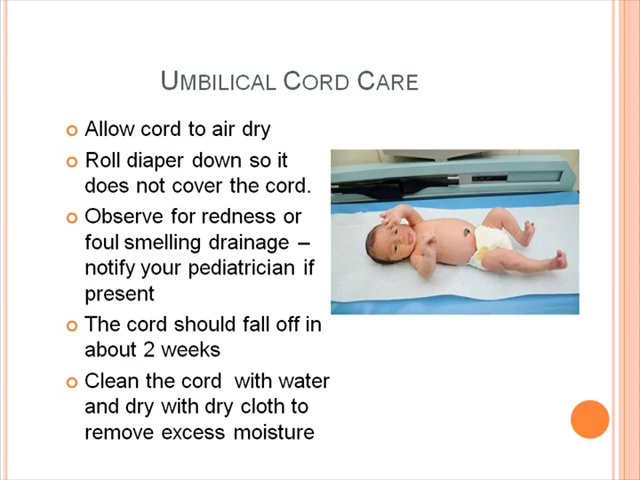 UMBILICAL CORD CARE
Allow cord to air dry
Roll diaper down so it
does not cover the cord.
Observe for redness or
foul smelling drainage –
notify your pediatrician if
present
The cord should fall off in
about 2 weeks
Clean the cord with water
and dry with dry cloth to
remove excess moisture